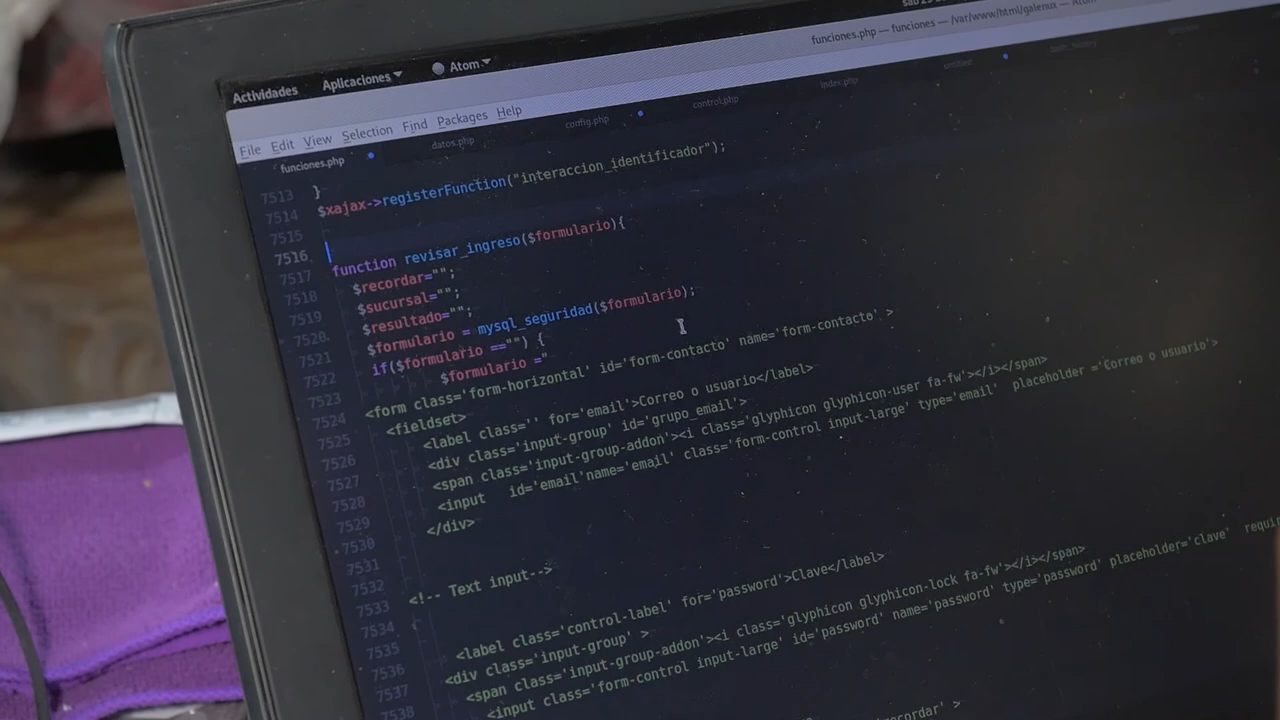 Actividades Aplicaciones Atom
funciones.php — funciones — /var/www/html/galenux — Atom
File Edit View Selection Find Packages Help
funciones.php datos.php config.php control.php index.php untitled
7513 }
7514 $xajax->registerFunction("interaccion_identificador");
7515
7516
7517 function revisar_ingreso($formulario){
7518 $recordar="";
7519 $sucursal="";
7520 $resultado="";
7521 $formulario = mysql_seguridad($formulario);
7522 if($formulario =="") {
7523 $formulario ="
7524 <form class='form-horizontal' id='form-contacto' name='form-contacto' >
7525 <fieldset>
7526 <label class='' for='email'>Correo o usuario</label>
7527 <div class='input-group' id='grupo_email'>
7528 <span class='input-group-addon'><i class='glyphicon glyphicon-user fa-fw'></i></span>
7529 <input id='email'name='email' class='form-control input-large' type='email' placeholder ='Correo o usuario'>
7530 </div>
7531
7532
7533 <!-- Text input-->
7534
7535 <label class='control-label' for='password'>Clave</label>
7536 <div class='input-group' >
7537 <span class='input-group-addon'><i class='glyphicon glyphicon-lock fa-fw'></i></span>
7538 <input class='form-control input-large' id='password' name='password' type='password' placeholder='clave' requi